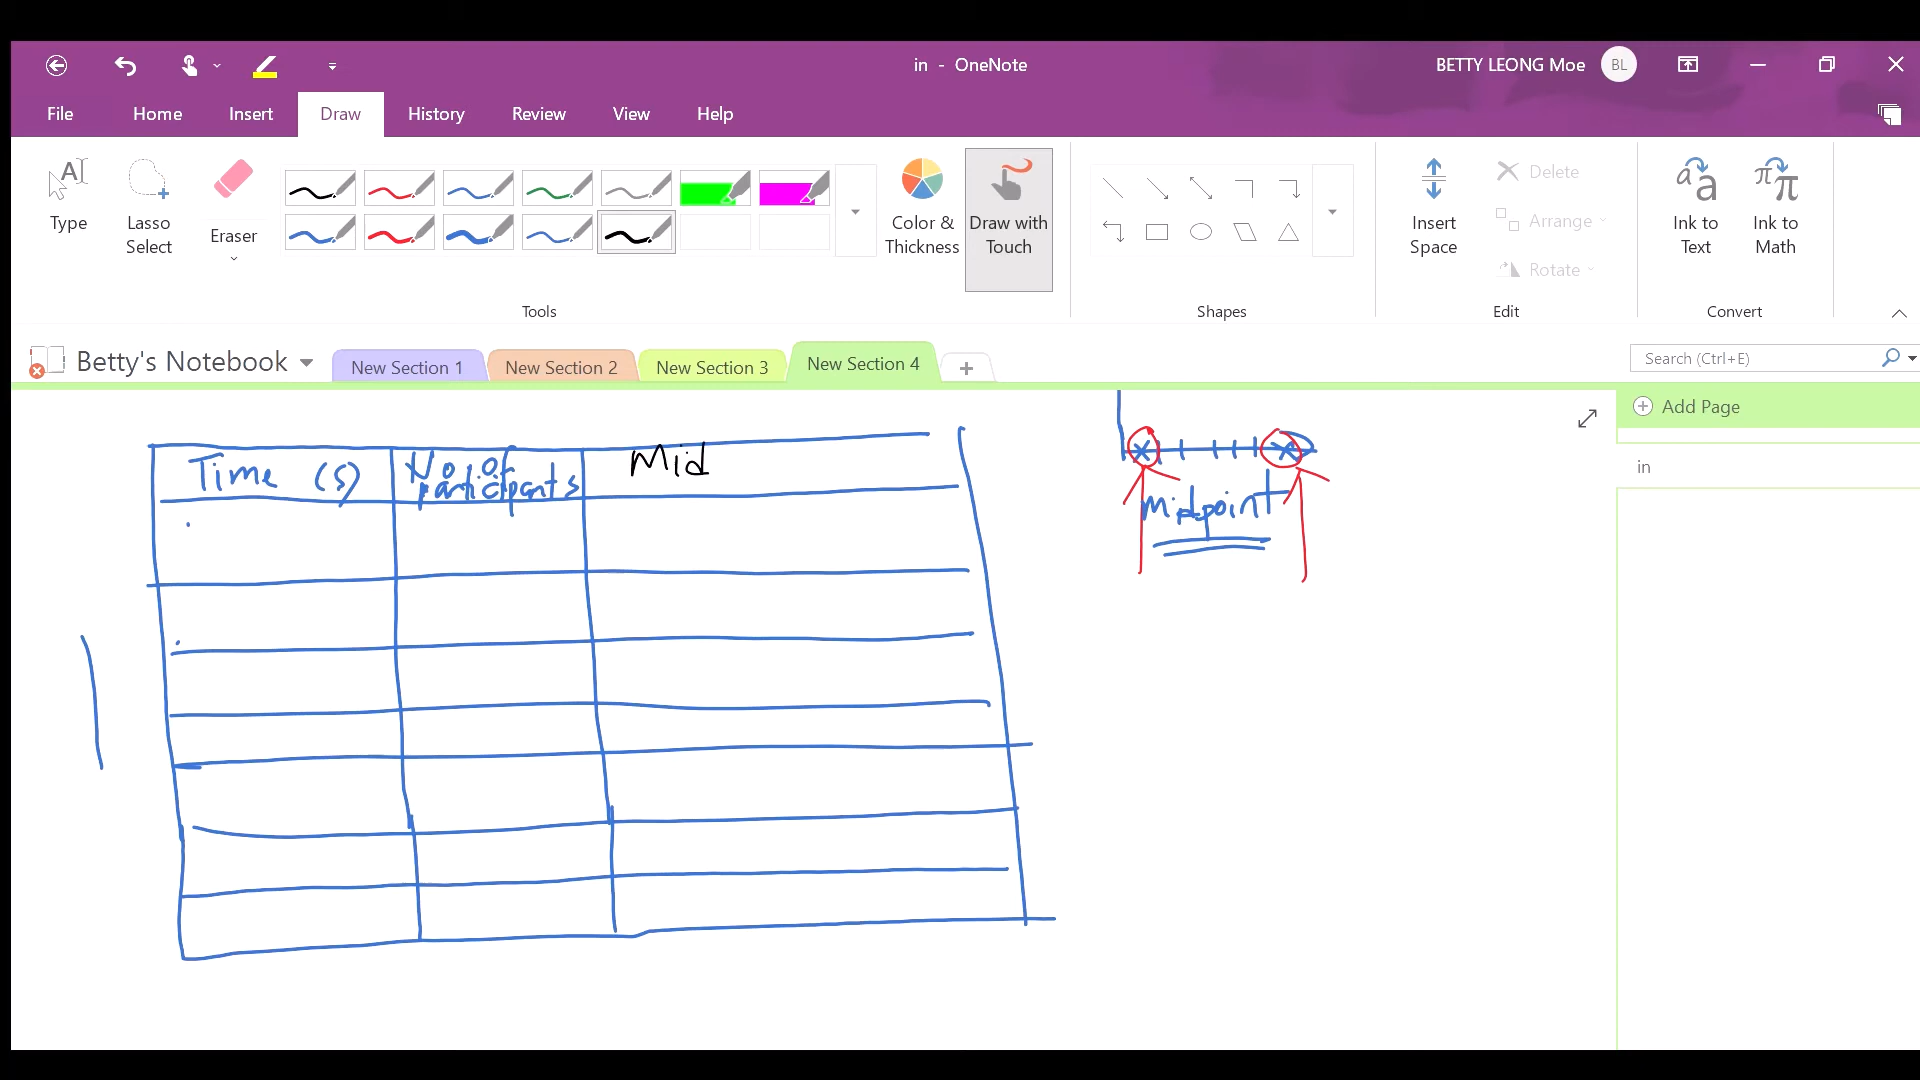 in - OneNote
BETTY LEONG Moe
BL
File
Home
Insert
Draw
History
Review
View
Help
Type
Lasso
Select
Eraser
Color &
Thickness
Draw with
Touch
Insert
Space
Delete
Arrange
Rotate
Ink to
Text
Ink to
Math
Tools
Shapes
Edit
Convert
Betty's Notebook
New Section 1
New Section 2
New Section 3
New Section 4
Search (Ctrl+E)
Add Page
in
Time (s)
No of
participants
Mid
midpoint